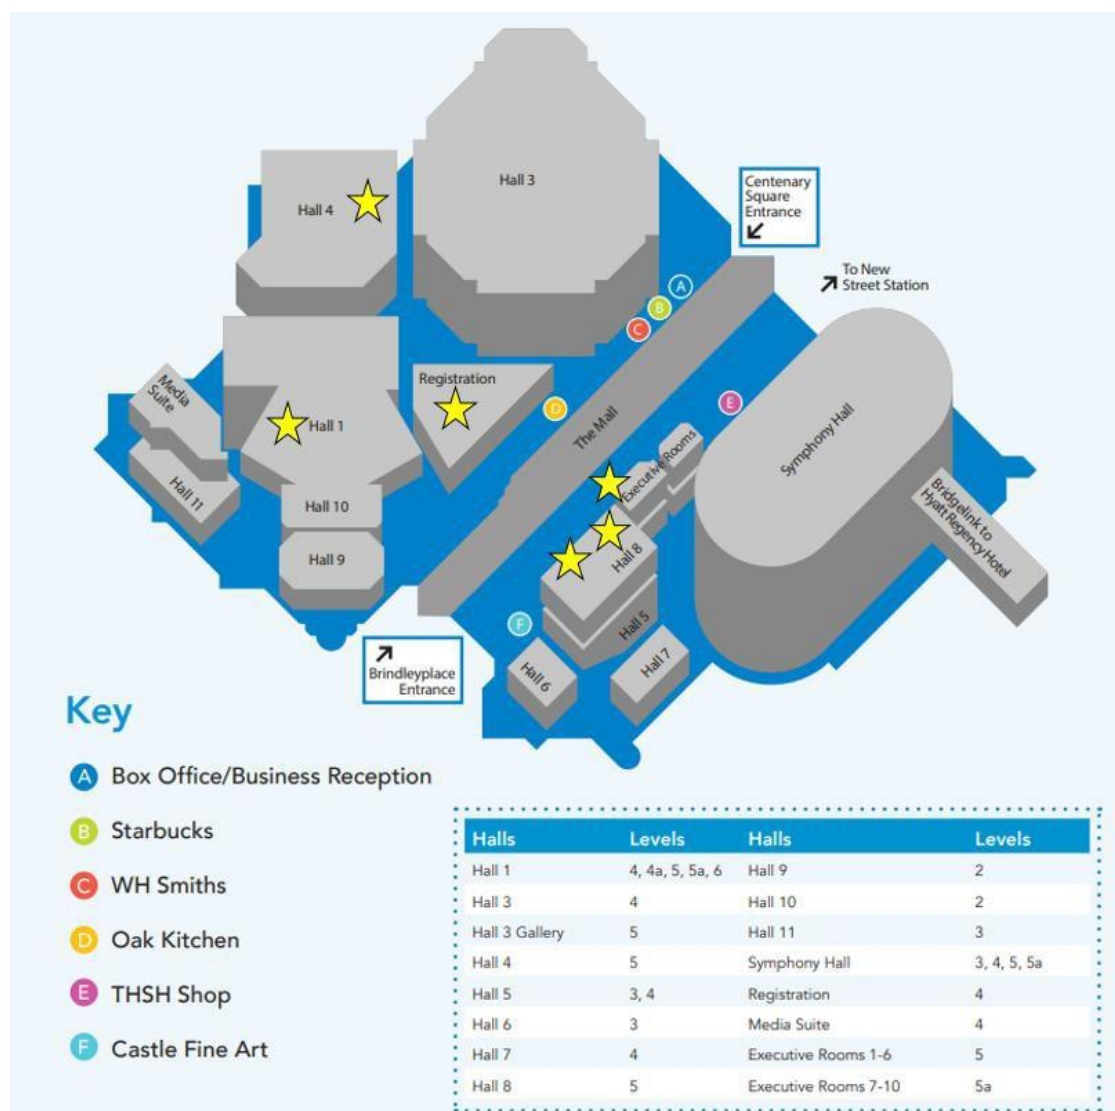 Hall 3
Centenary
Square
Entrance
Hall 4
To New
Street Station
A
B
C
Media
Suite
Registration
E
D
Hall 1
The Mall
Symphony Hall
Executive Rooms
Hall 11
Hall 10
Bridgelink to
Hyatt Regency Hotel
Hall 9
Hall 8
F
Hall 5
Brindleyplace
Entrance
Hall 6
Hall 7
Key
A Box Office/Business Reception
B Starbucks
C WH Smiths
D Oak Kitchen
E THSH Shop
F Castle Fine Art
Halls Levels Halls Levels
Hall 1 4, 4a, 5, 5a, 6 Hall 9 2
Hall 3 4 Hall 10 2
Hall 3 Gallery 5 Hall 11 3
Hall 4 5 Symphony Hall 3, 4, 5, 5a
Hall 5 3, 4 Registration 4
Hall 6 3 Media Suite 4
Hall 7 4 Executive Rooms 1-6 5
Hall 8 5 Executive Rooms 7-10 5a